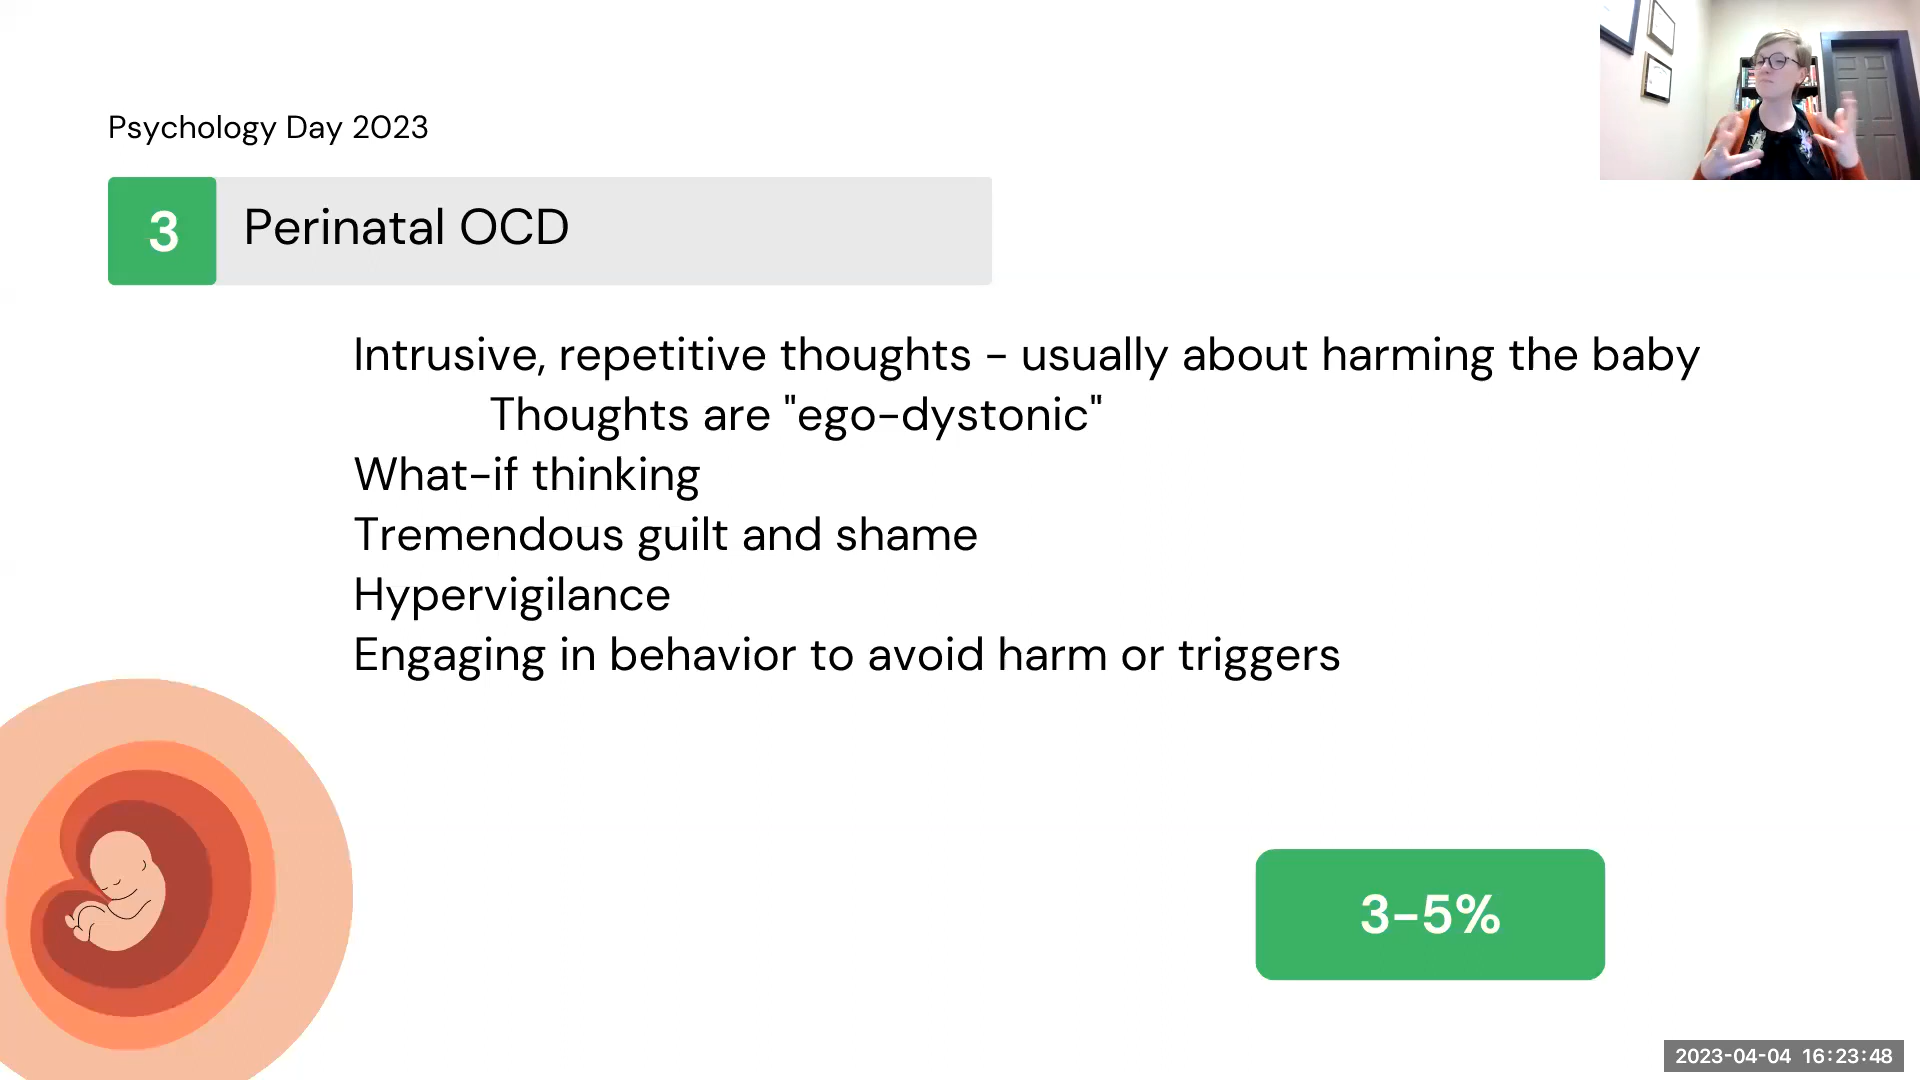 Psychology Day 2023
3
Perinatal OCD
Intrusive, repetitive thoughts - usually about harming the baby
Thoughts are "ego-dystonic"
What-if thinking
Tremendous guilt and shame
Hypervigilance
Engaging in behavior to avoid harm or triggers
3-5%
2023-04-04 16:23:48